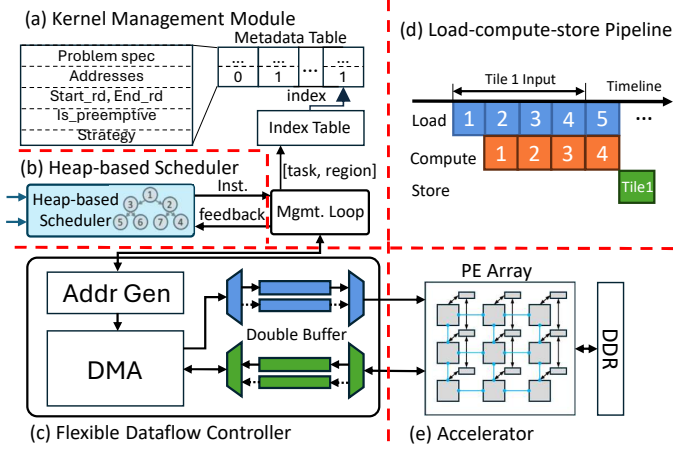 (a) Kernel Management Module
Metadata Table
Problem spec
Addresses
Start_rd, End_rd
Is_preemptive
Strategy
... ... ...
0 1 ... 1
index
Index Table
[task, region]
(b) Heap-based Scheduler
Heap-based
Scheduler
1
3 2
5 6 7 4
Inst.
feedback
Mgmt. Loop
(d) Load-compute-store Pipeline
Tile 1 Input
Timeline
Load 1 2 3 4 5 ...
Compute 1 2 3 4
Store Tile1
Addr Gen
DMA
Double Buffer
(c) Flexible Dataflow Controller
PE Array
DDR
(e) Accelerator